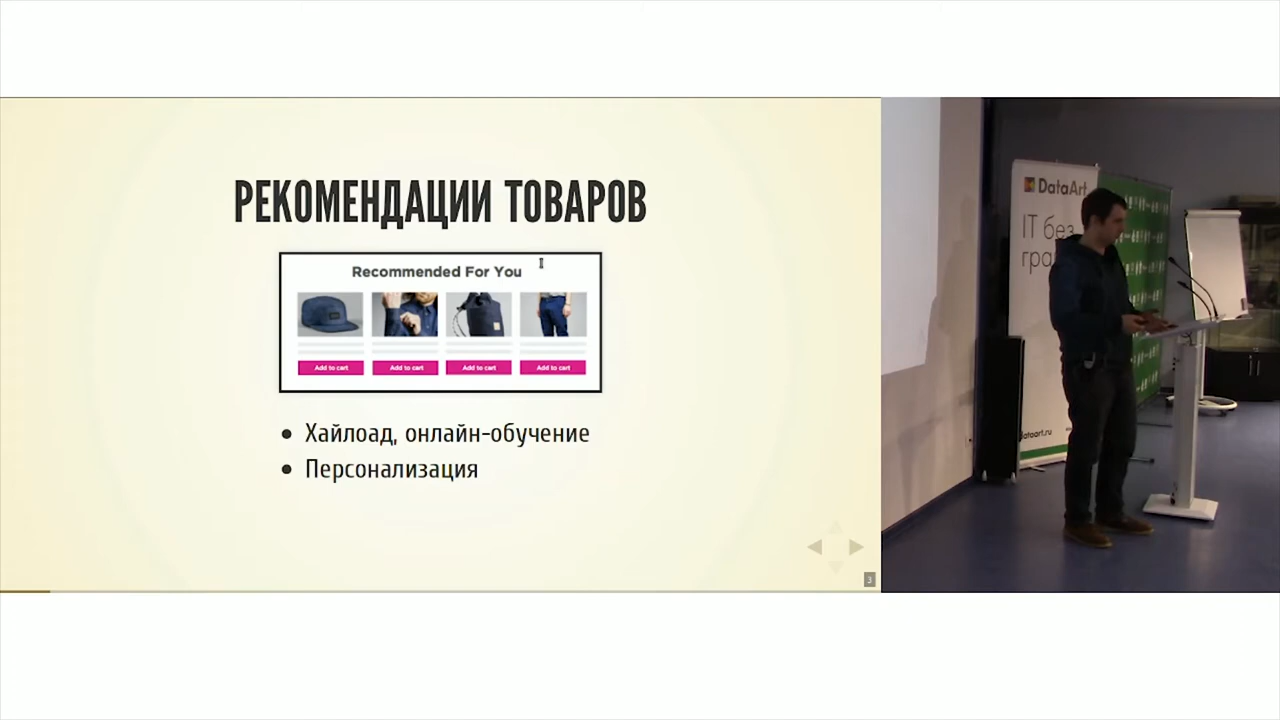 РЕКОМЕНДАЦИИ ТОВАРОВ
Recommended For You
Add to cart
Add to cart
Add to cart
Add to cart
Хайлоад, онлайн-обучение
Персонализация
3
DataArt
IT без
гра
dataart.ru